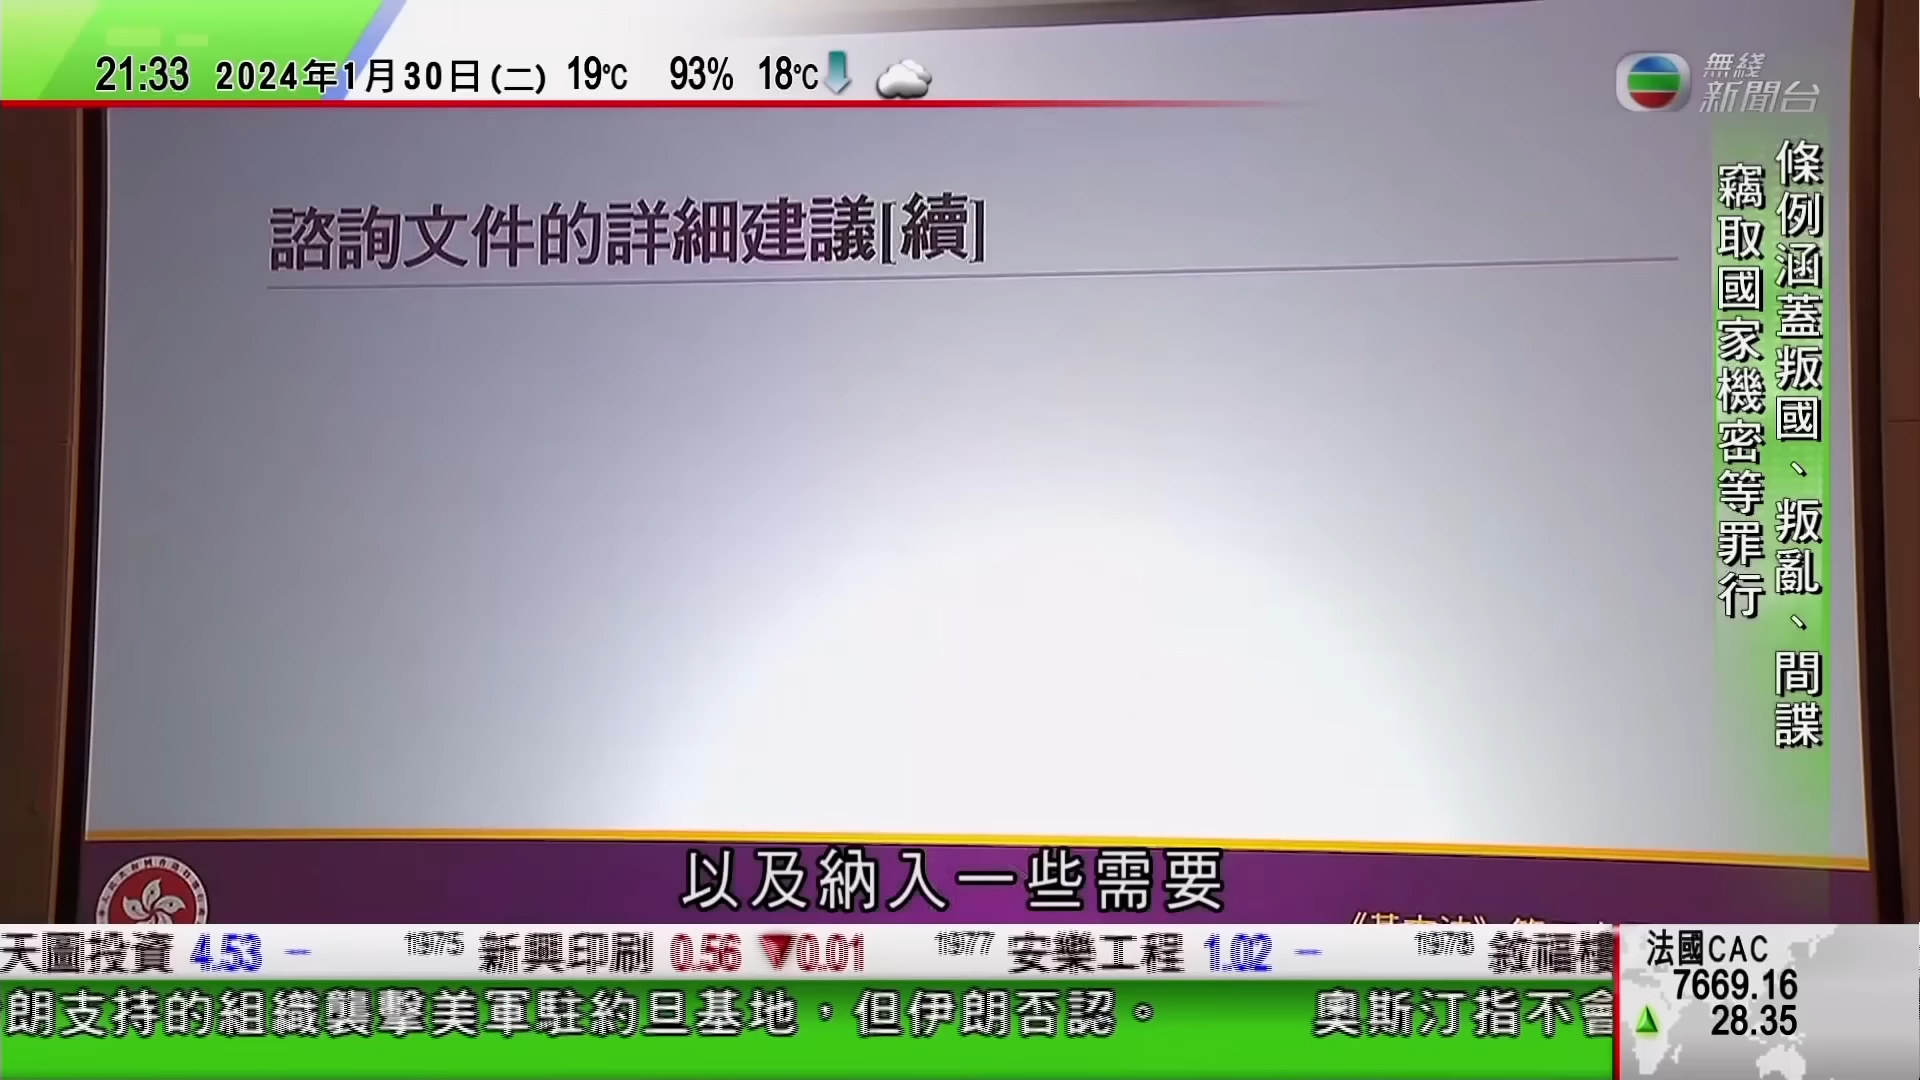 21:33 2024年1月30日(二) 19℃ 93% 18℃
無綫
新聞台
條例涵蓋叛國、叛亂、間諜
竊取國家機密等罪行
諮詢文件的詳細建議[續]
以及納入一些需要
天圖投資 4.53 − 1975 新興印刷 0.56 ▼0.01 1977 安樂工程 1.02 − 1978 敘福樓
朗支持的組織襲擊美軍駐約旦基地，但伊朗否認。 奧斯汀指不會
法國CAC
7669.16
▲ 28.35